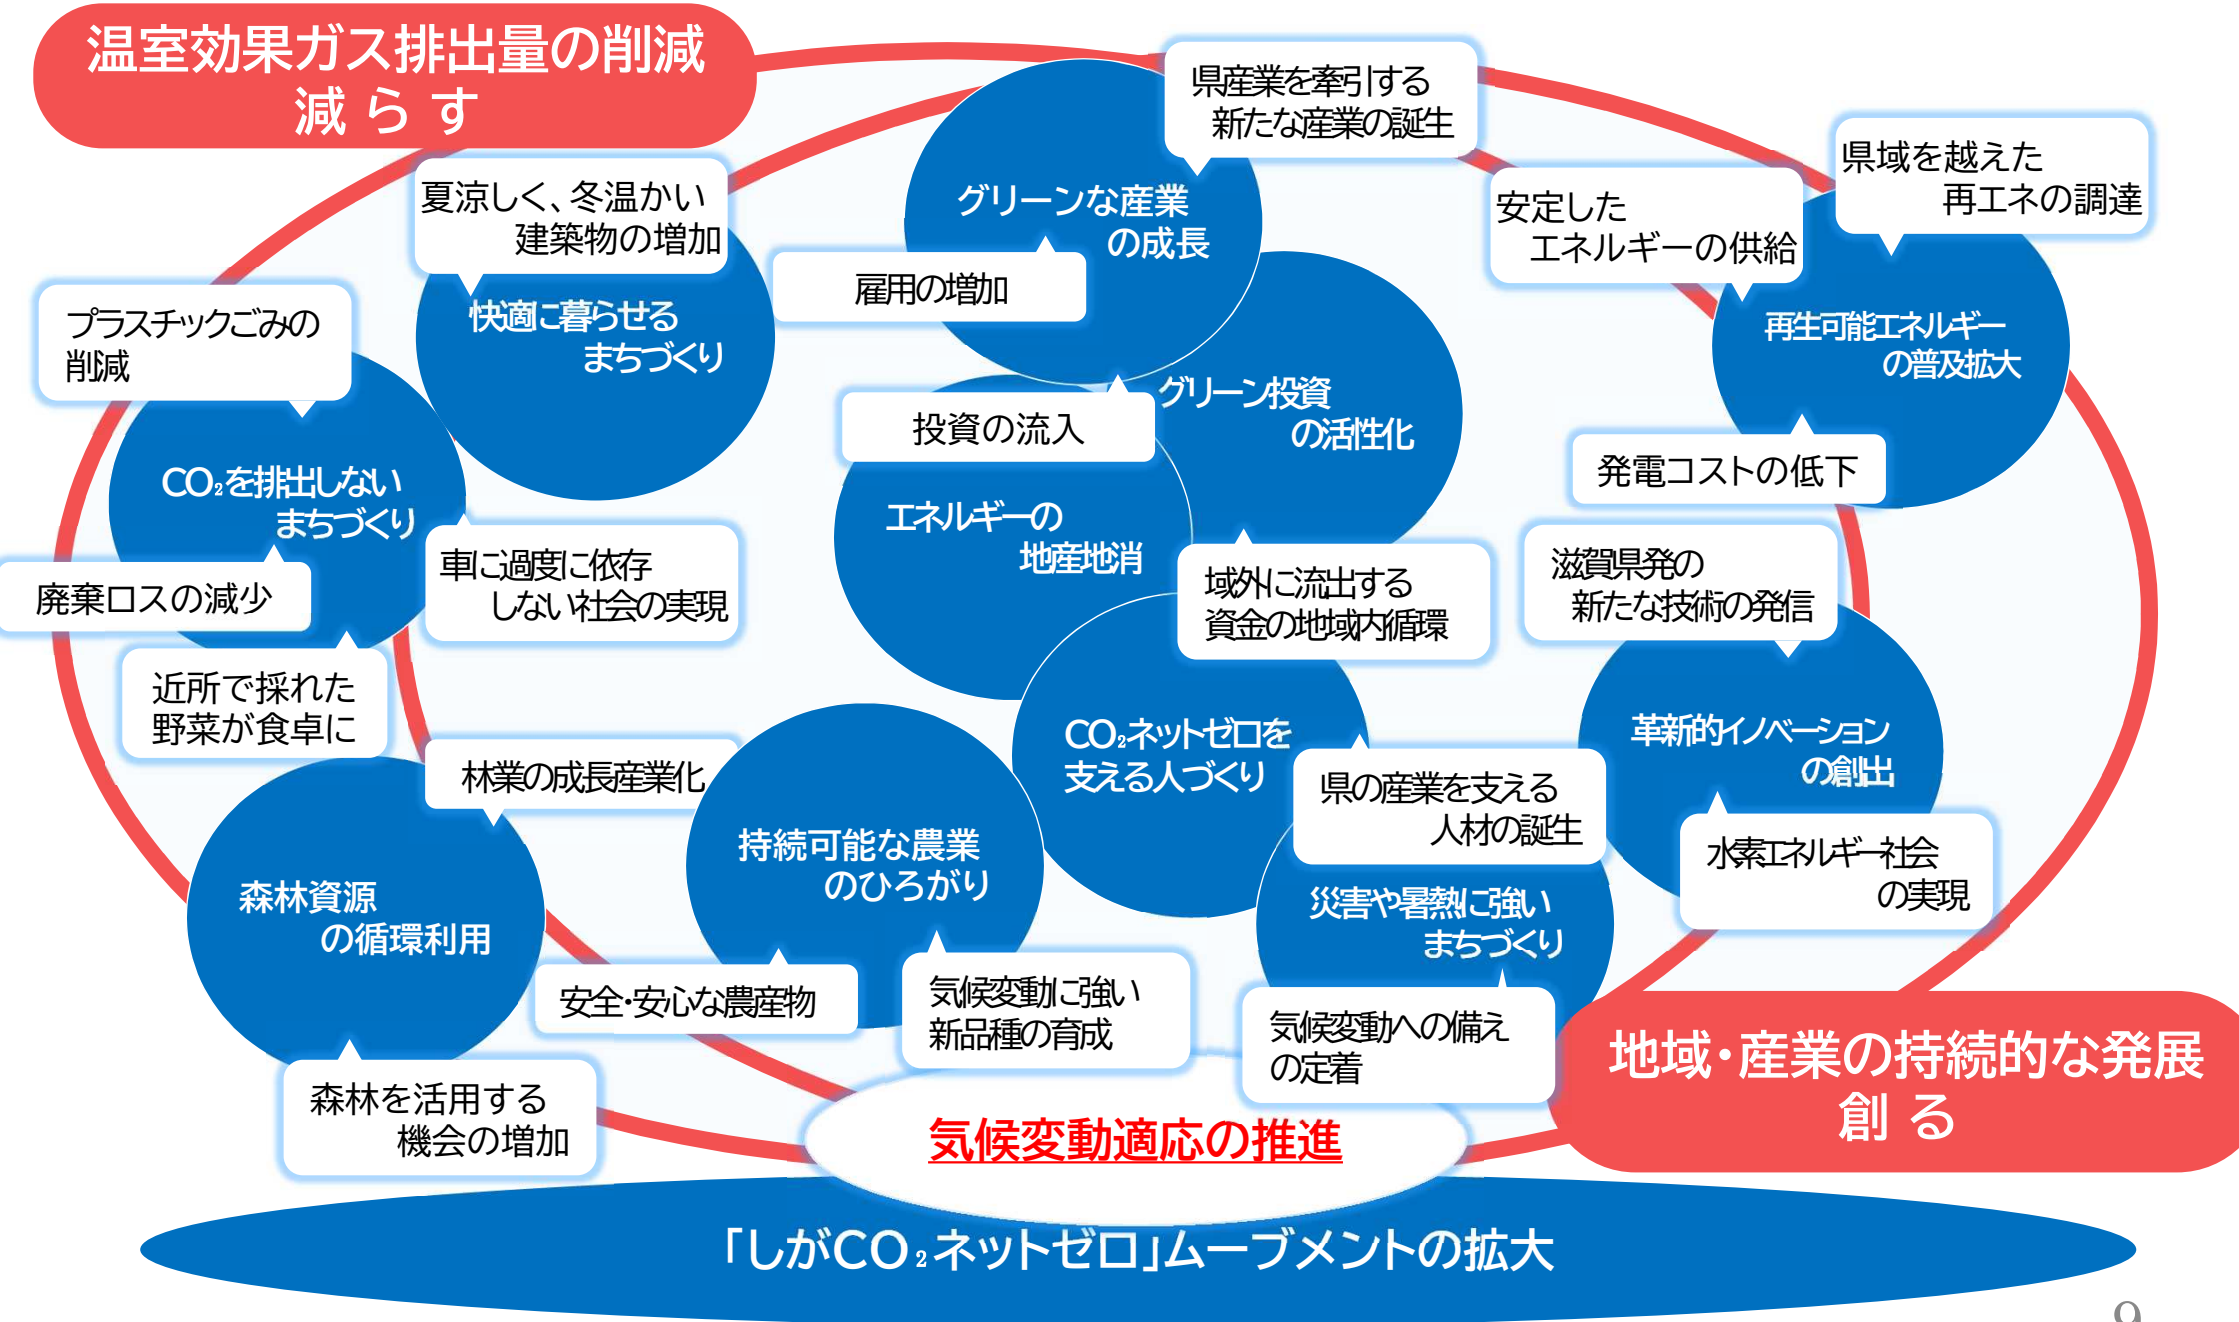 温室効果ガス排出量の削減
減らす
県産業を牽引する
新たな産業の誕生
県域を越えた
再エネの調達
夏涼しく、冬温かい
建築物の増加
安定した
エネルギーの供給
グリーンな産業
の成長
雇用の増加
プラスチックごみの
削減
快適に暮らせる
まちづくり
再生可能エネルギー
の普及拡大
グリーン投資
の活性化
投資の流入
発電コストの低下
CO₂を排出しない
まちづくり
エネルギーの
地産地消
車に過度に依存
しない社会の実現
域外に流出する
資金の地域内循環
滋賀県発の
新たな技術の発信
廃棄ロスの減少
近所で採れた
野菜が食卓に
林業の成長産業化
CO₂ネットゼロを
支える人づくり
革新的イノベーション
の創出
県の産業を支える
人材の誕生
水素エネルギー社会
の実現
持続可能な農業
のひろがり
森林資源
の循環利用
災害や暑熱に強い
まちづくり
安全・安心な農産物
気候変動に強い
新品種の育成
気候変動への備え
の定着
地域・産業の持続的な発展
創る
森林を活用する
機会の増加
気候変動適応の推進
「しがCO₂ネットゼロ」ムーブメントの拡大